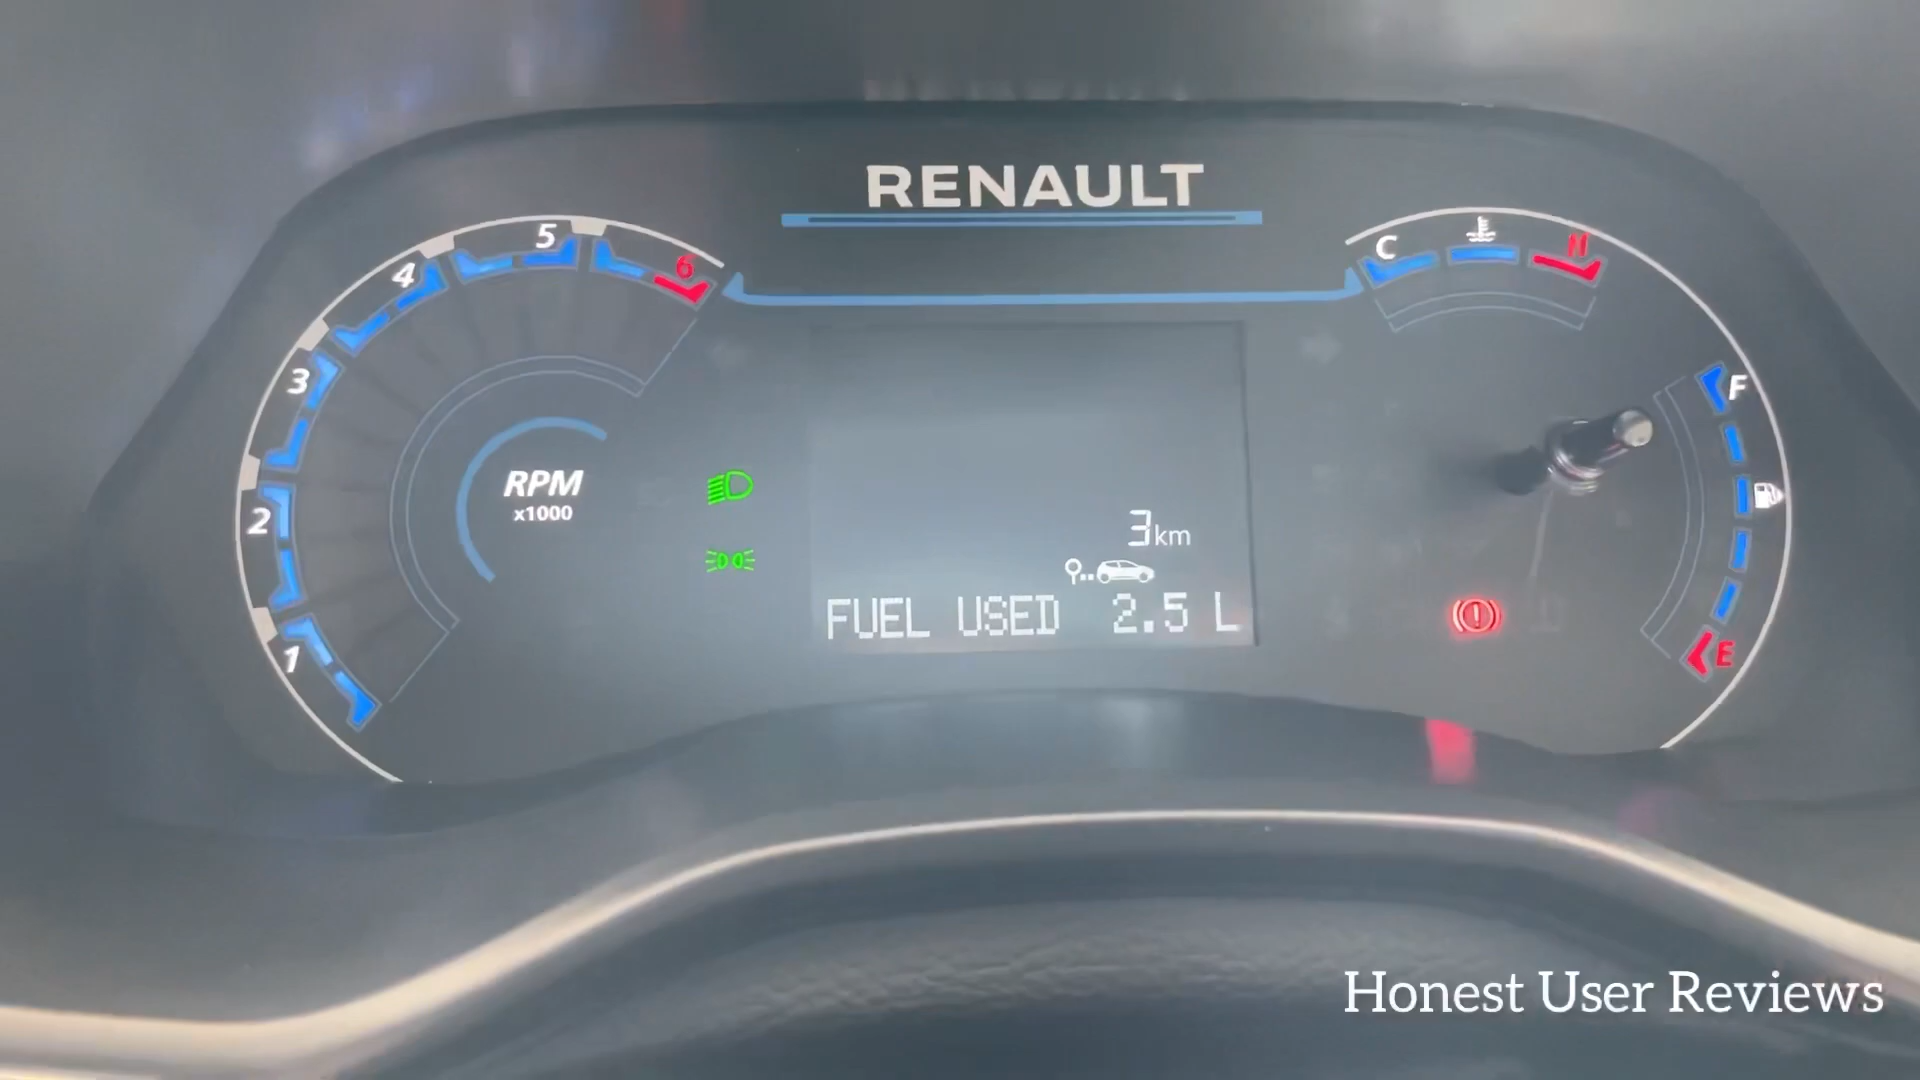 RENAULT
1
2
3
4
5
6
RPM
x1000
C
H
F
E
3km
FUEL USED 2.5 L
Honest User Reviews